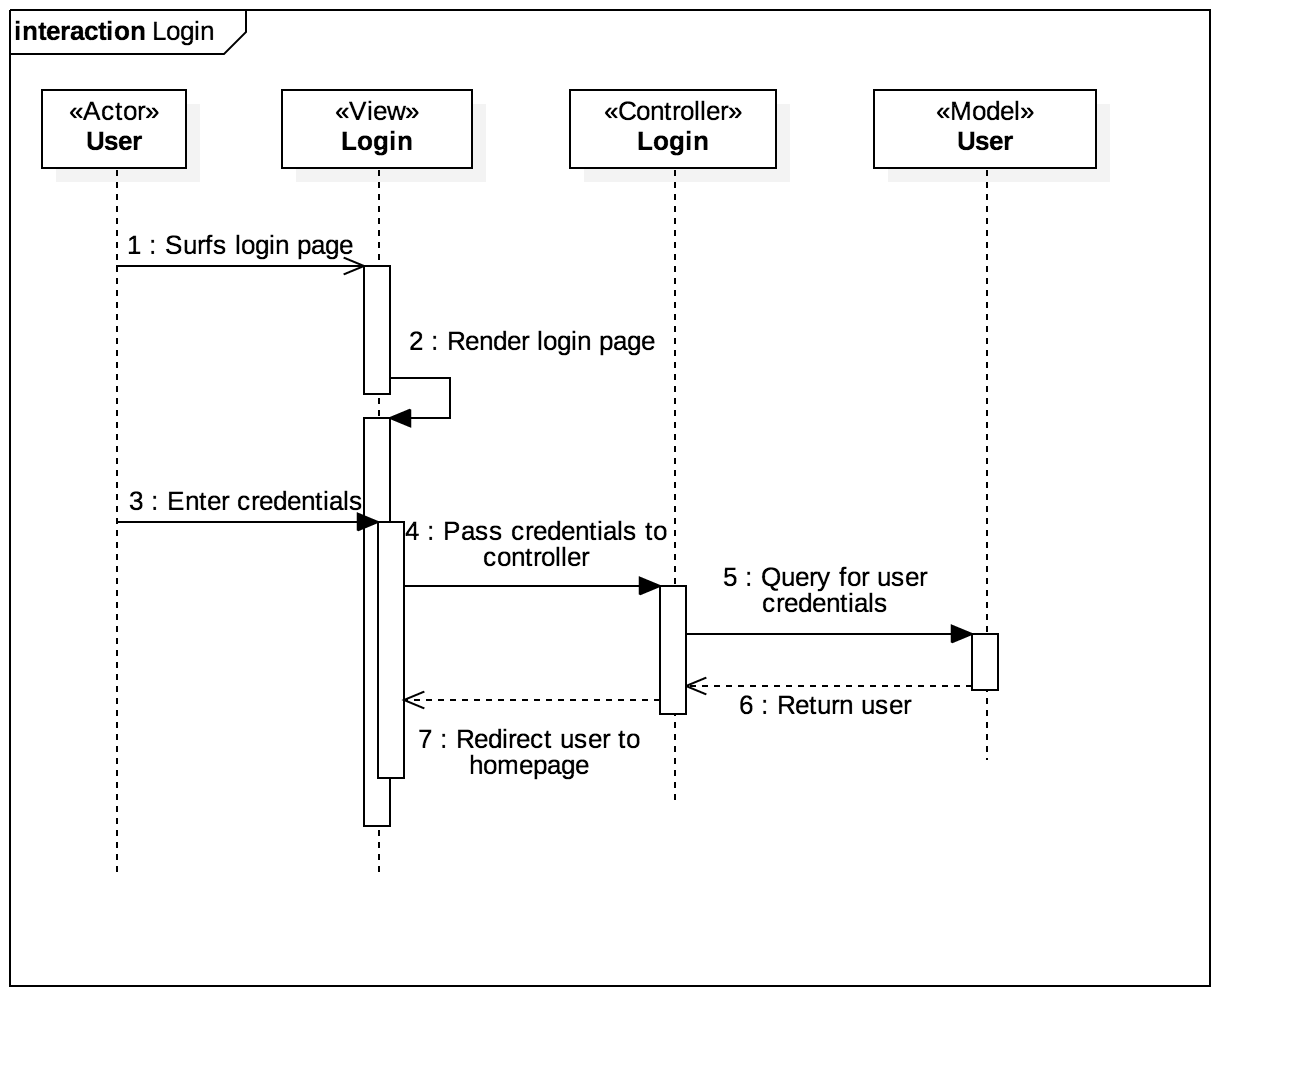 interaction Login
«Actor»
User
«View»
Login
«Controller»
Login
«Model»
User
1 : Surfs login page
2 : Render login page
3 : Enter credentials
4 : Pass credentials to
controller
5 : Query for user
credentials
6 : Return user
7 : Redirect user to
homepage